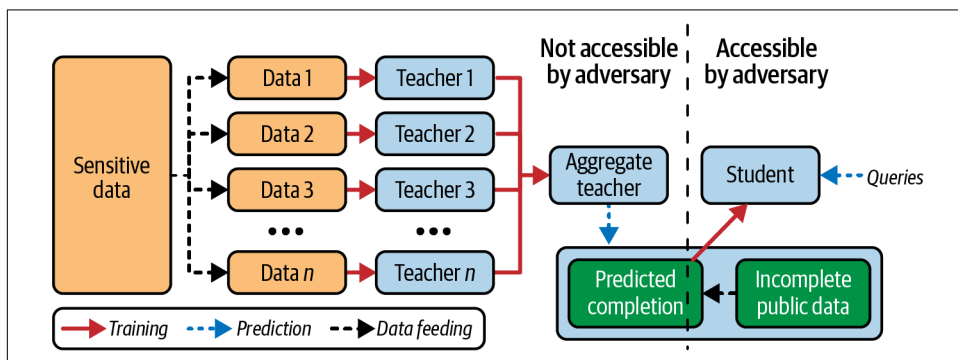 Not accessible
by adversary
Accessible
by adversary
Sensitive
data
Data 1
Teacher 1
Data 2
Teacher 2
Data 3
Teacher 3
Data n
Teacher n
Aggregate
teacher
Student
Queries
Predicted
completion
Incomplete
public data
Training
Prediction
Data feeding